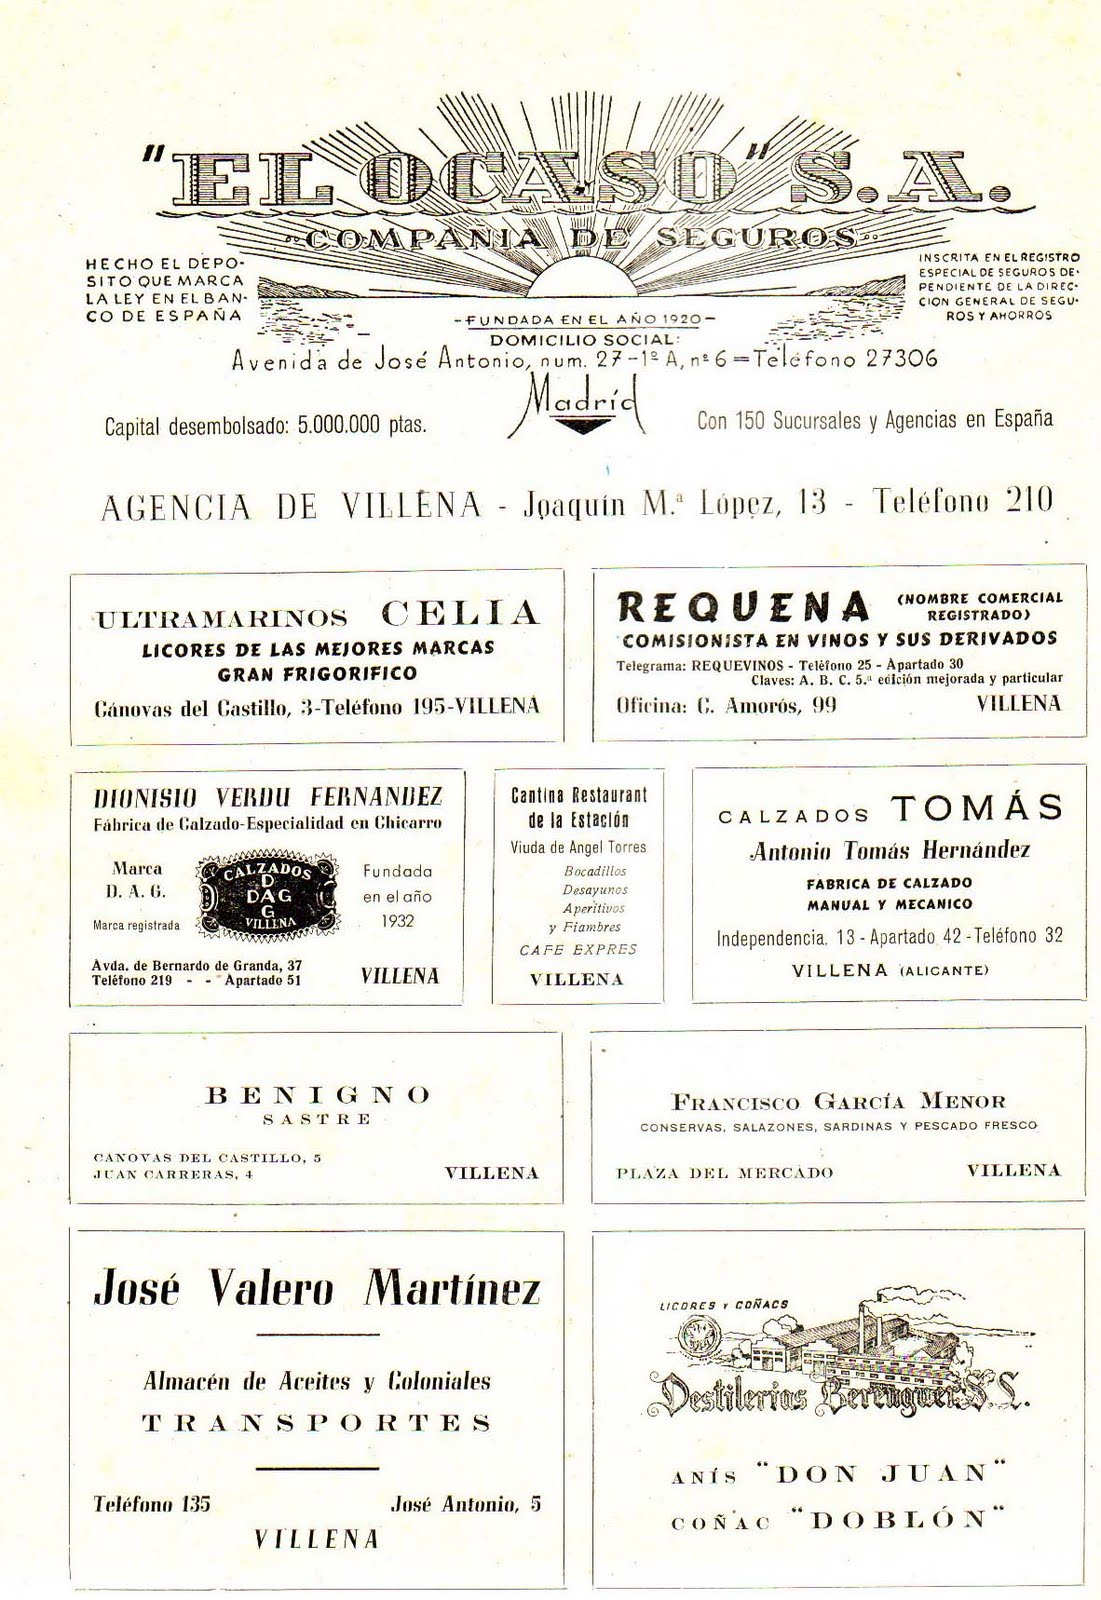 "EL OCASO" S.A.
COMPAÑIA DE SEGUROS
HECHO EL DEPO-
SITO QUE MARCA
LA LEY EN EL BAN-
CO DE ESPAÑA
INSCRITA EN EL REGISTRO
ESPECIAL DE SEGUROS DE-
PENDIENTE DE LA DIREC-
CION GENERAL DE SEGU-
ROS Y AHORROS
-FUNDADA EN EL AÑO 1920-
DOMICILIO SOCIAL:
Avenida de José Antonio, num. 27-1º A, nº 6=Teléfono 27306
Madrid
Capital desembolsado: 5.000.000 ptas.
Con 150 Sucursales y Agencias en España
AGENCIA DE VILLENA - Joaquín M.ª López, 13 - Teléfono 210
ULTRAMARINOS CELIA
LICORES DE LAS MEJORES MARCAS
GRAN FRIGORIFICO
Cánovas del Castillo, 3-Teléfono 195-VILLENA
REQUENA (NOMBRE COMERCIAL
REGISTRADO)
COMISIONISTA EN VINOS Y SUS DERIVADOS
Telegrama: REQUEVINOS - Teléfono 25 - Apartado 30
Claves: A. B. C. 5.ª edición mejorada y particular
Oficina: C. Amorós, 99 VILLENA
DIONISIO VERDU FERNANDEZ
Fábrica de Calzado-Especialidad en Chicarro
Marca
D. A. G.
Marca registrada
CALZADOS
D
DAG
G
VILLENA
Fundada
en el año
1932
Avda. de Bernardo de Granda, 37
Teléfono 219 - - Apartado 51
VILLENA
Cantina Restaurant
de la Estación
Viuda de Angel Torres
Bocadillos
Desayunos
Aperitivos
y Fiambres
CAFE EXPRES
VILLENA
CALZADOS TOMÁS
Antonio Tomás Hernández
FABRICA DE CALZADO
MANUAL Y MECANICO
Independencia, 13 - Apartado 42 - Teléfono 32
VILLENA (ALICANTE)
BENIGNO
SASTRE
CANOVAS DEL CASTILLO, 5
JUAN CARRERAS, 4
VILLENA
FRANCISCO GARCÍA MENOR
CONSERVAS, SALAZONES, SARDINAS Y PESCADO FRESCO
PLAZA DEL MERCADO VILLENA
José Valero Martínez
Almacén de Aceites y Coloniales
TRANSPORTES
Teléfono 135 José Antonio, 5
VILLENA
LICORES Y COÑACS
Destilerias Berenguer S.L.
ANÍS "DON JUAN"
COÑAC "DOBLÓN"